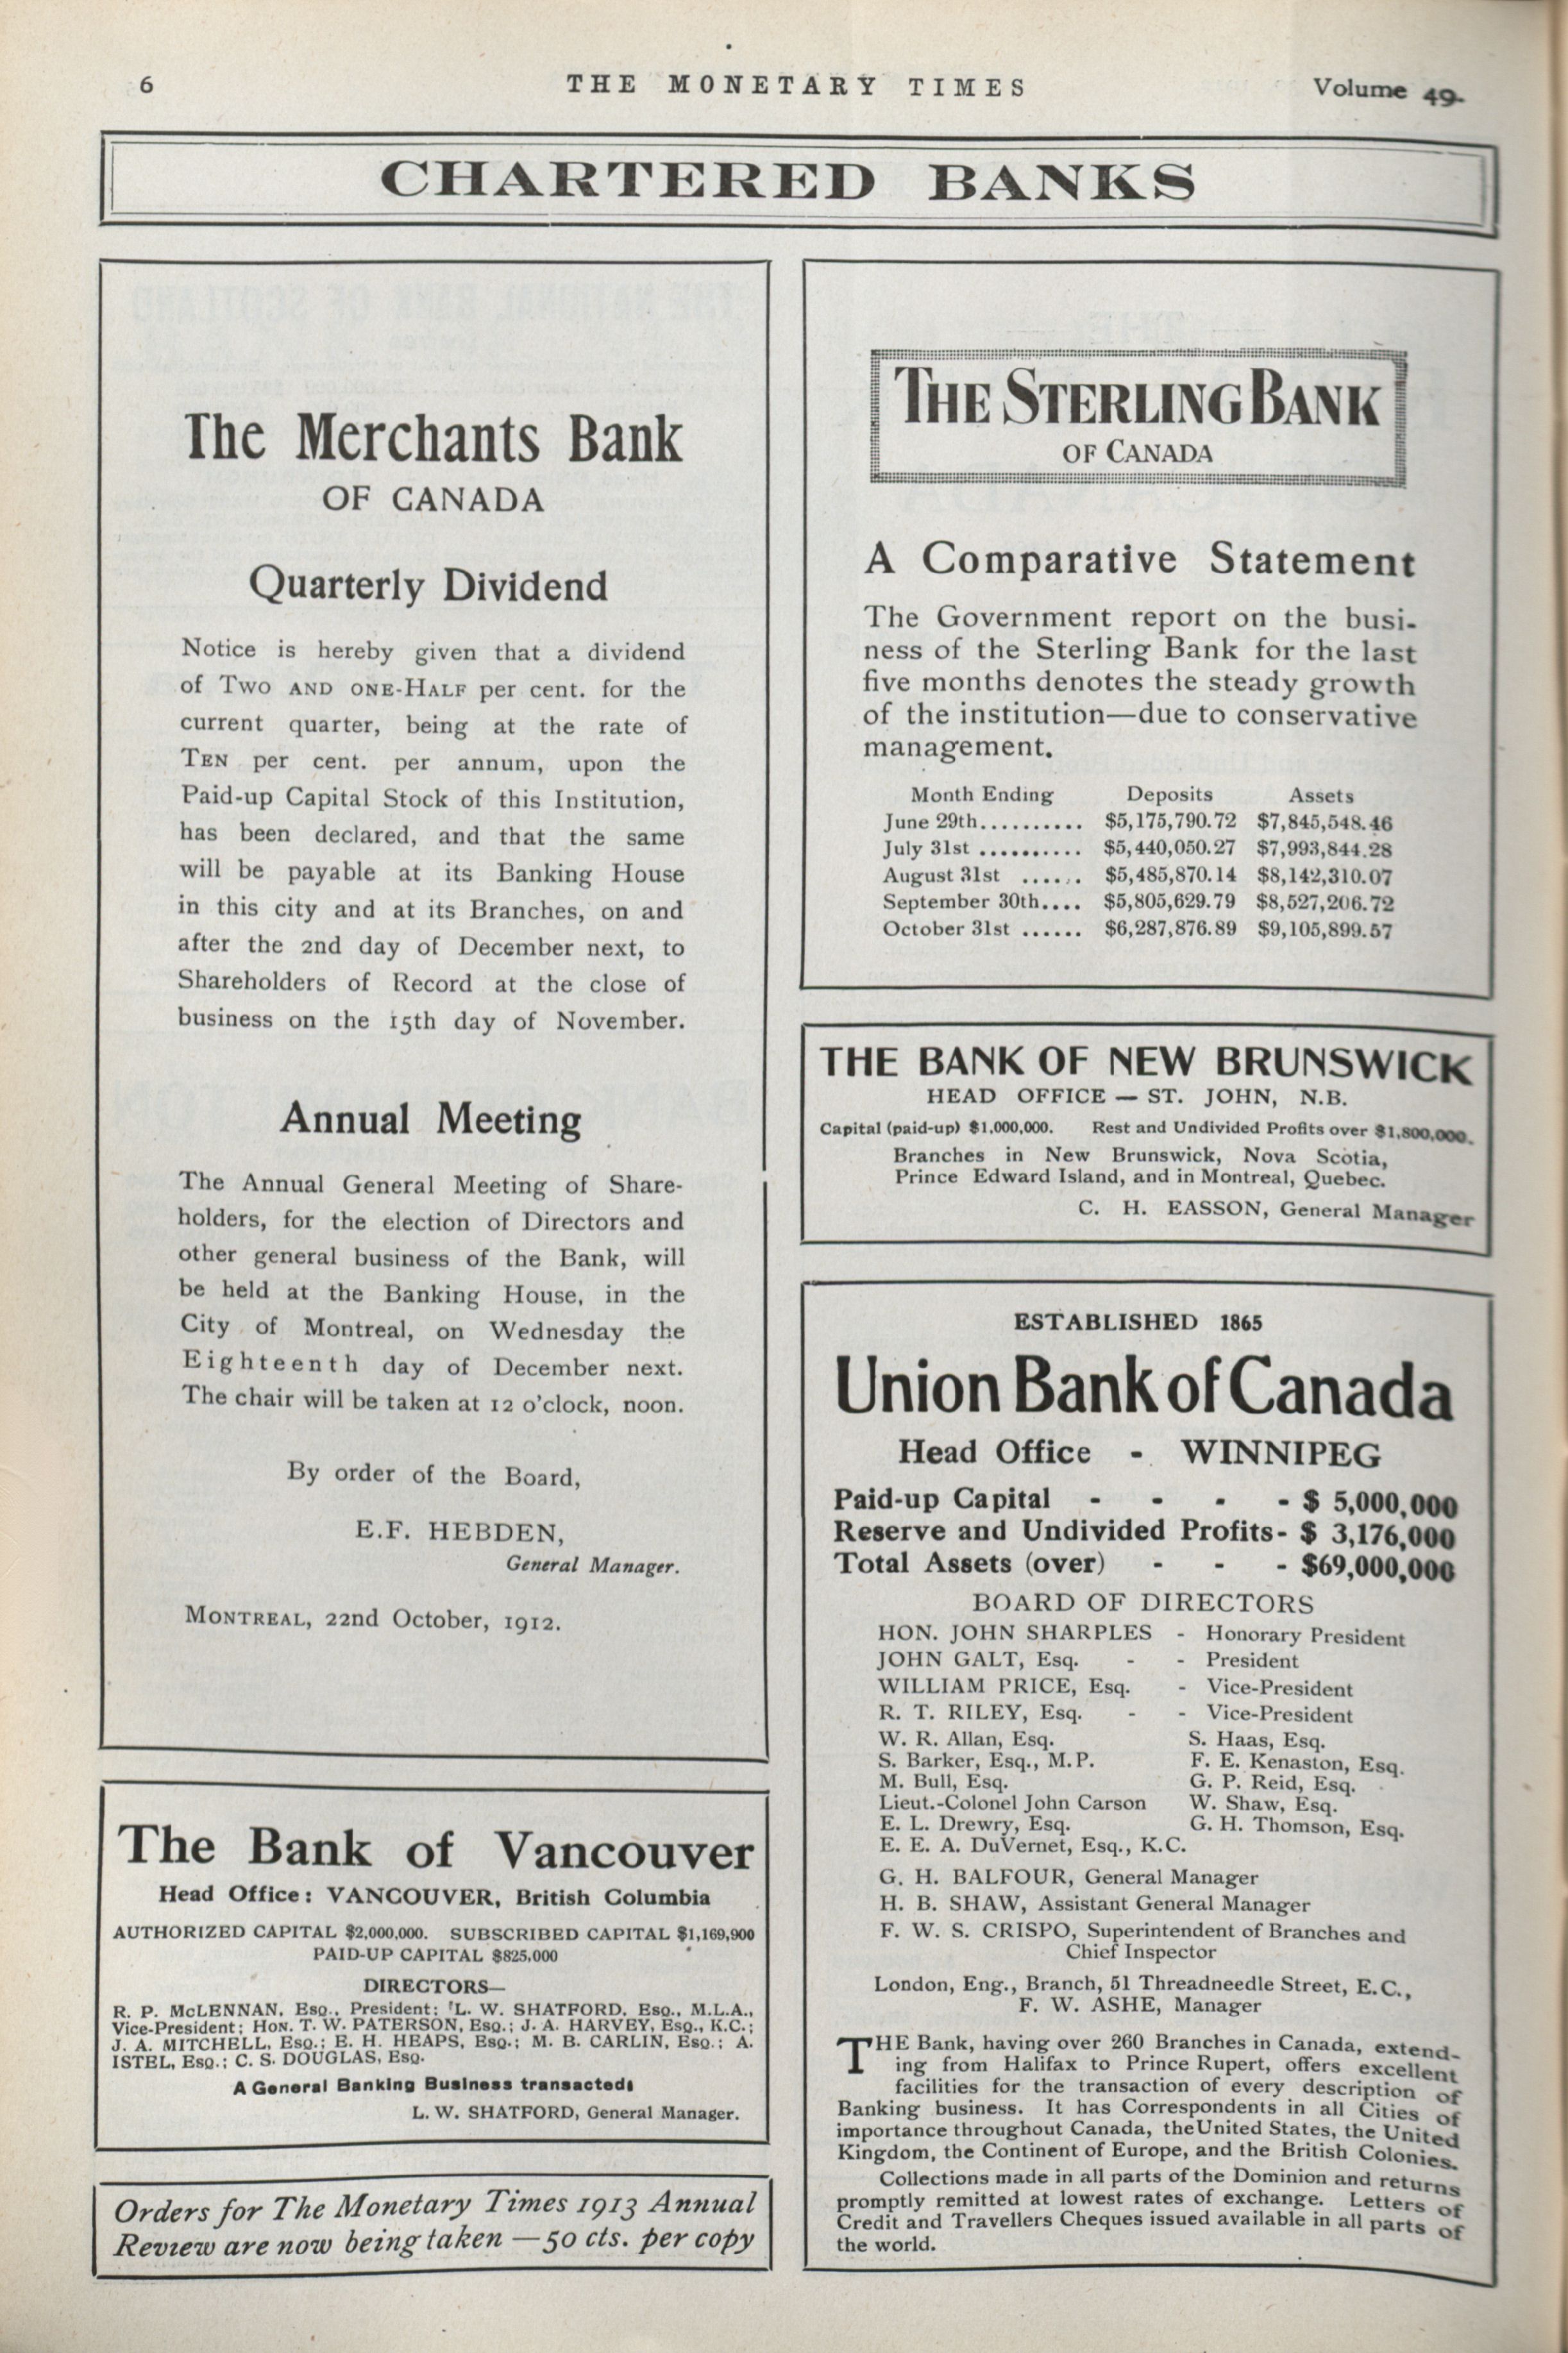 6
THE MONETARY TIMES
Volume 49.
CHARTERED BANKS
The Merchants Bank
OF CANADA
Quarterly Dividend
Notice is hereby given that a dividend
of Two AND ONE-HALF per cent. for the
current quarter, being at the rate of
TEN per cent. per annum, upon the
Paid-up Capital Stock of this Institution,
has been declared, and that the same
will be payable at its Banking House
in this city and at its Branches, on and
after the 2nd day of December next, to
Shareholders of Record at the close of
business on the 15th day of November.
Annual Meeting
The Annual General Meeting of Share-
holders, for the election of Directors and
other general business of the Bank, will
be held at the Banking House, in the
City of Montreal, on Wednesday the
Eighteenth day of December next.
The chair will be taken at 12 o'clock, noon.
By order of the Board,
E.F. HEBDEN,
General Manager.
MONTREAL, 22nd October, 1912.
The Bank of Vancouver
Head Office: VANCOUVER, British Columbia
AUTHORIZED CAPITAL $2,000,000. SUBSCRIBED CAPITAL $1,169,900
PAID-UP CAPITAL $825,000
DIRECTORS—
R. P. McLENNAN, Esq., President; L. W. SHATFORD, Esq., M.L.A.,
Vice-President; Hon. T. W. PATERSON, Esq.; J. A. HARVEY, Esq., K.C.;
J. A. MITCHELL, Esq.; E. H. HEAPS, Esq.; M. B. CARLIN, Esq.; A.
ISTEL, Esq.; C. S. DOUGLAS, Esq.
A General Banking Business transacted:
L. W. SHATFORD, General Manager.
Orders for The Monetary Times 1913 Annual
Review are now being taken — 50 cts. per copy
THE STERLING BANK
OF CANADA
A Comparative Statement
The Government report on the busi-
ness of the Sterling Bank for the last
five months denotes the steady growth
of the institution—due to conservative
management.
Month Ending Deposits Assets
June 29th.......... $5,175,790.72 $7,845,548.46
July 31st .......... $5,440,050.27 $7,993,844.28
August 31st ...... $5,485,870.14 $8,142,310.07
September 30th.... $5,805,629.79 $8,527,206.72
October 31st ...... $6,287,876.89 $9,105,899.57
THE BANK OF NEW BRUNSWICK
HEAD OFFICE — ST. JOHN, N.B.
Capital (paid-up) $1,000,000. Rest and Undivided Profits over $1,800,000.
Branches in New Brunswick, Nova Scotia,
Prince Edward Island, and in Montreal, Quebec.
C. H. EASSON, General Manager
ESTABLISHED 1865
Union Bank of Canada
Head Office - WINNIPEG
Paid-up Capital - - - - $ 5,000,000
Reserve and Undivided Profits - $ 3,176,000
Total Assets (over) - - - $69,000,000
BOARD OF DIRECTORS
HON. JOHN SHARPLES - Honorary President
JOHN GALT, Esq. - - President
WILLIAM PRICE, Esq. - Vice-President
R. T. RILEY, Esq. - - Vice-President
W. R. Allan, Esq. S. Haas, Esq.
S. Barker, Esq., M.P. F. E. Kenaston, Esq.
M. Bull, Esq. G. P. Reid, Esq.
Lieut.-Colonel John Carson W. Shaw, Esq.
E. L. Drewry, Esq. G. H. Thomson, Esq.
E. E. A. DuVernet, Esq., K.C.
G. H. BALFOUR, General Manager
H. B. SHAW, Assistant General Manager
F. W. S. CRISPO, Superintendent of Branches and
Chief Inspector
London, Eng., Branch, 51 Threadneedle Street, E.C.,
F. W. ASHE, Manager
THE Bank, having over 260 Branches in Canada, extend-
ing from Halifax to Prince Rupert, offers excellent
facilities for the transaction of every description of
Banking business. It has Correspondents in all Cities of
importance throughout Canada, the United States, the United
Kingdom, the Continent of Europe, and the British Colonies.
Collections made in all parts of the Dominion and returns
promptly remitted at lowest rates of exchange. Letters of
Credit and Travellers Cheques issued available in all parts of
the world.